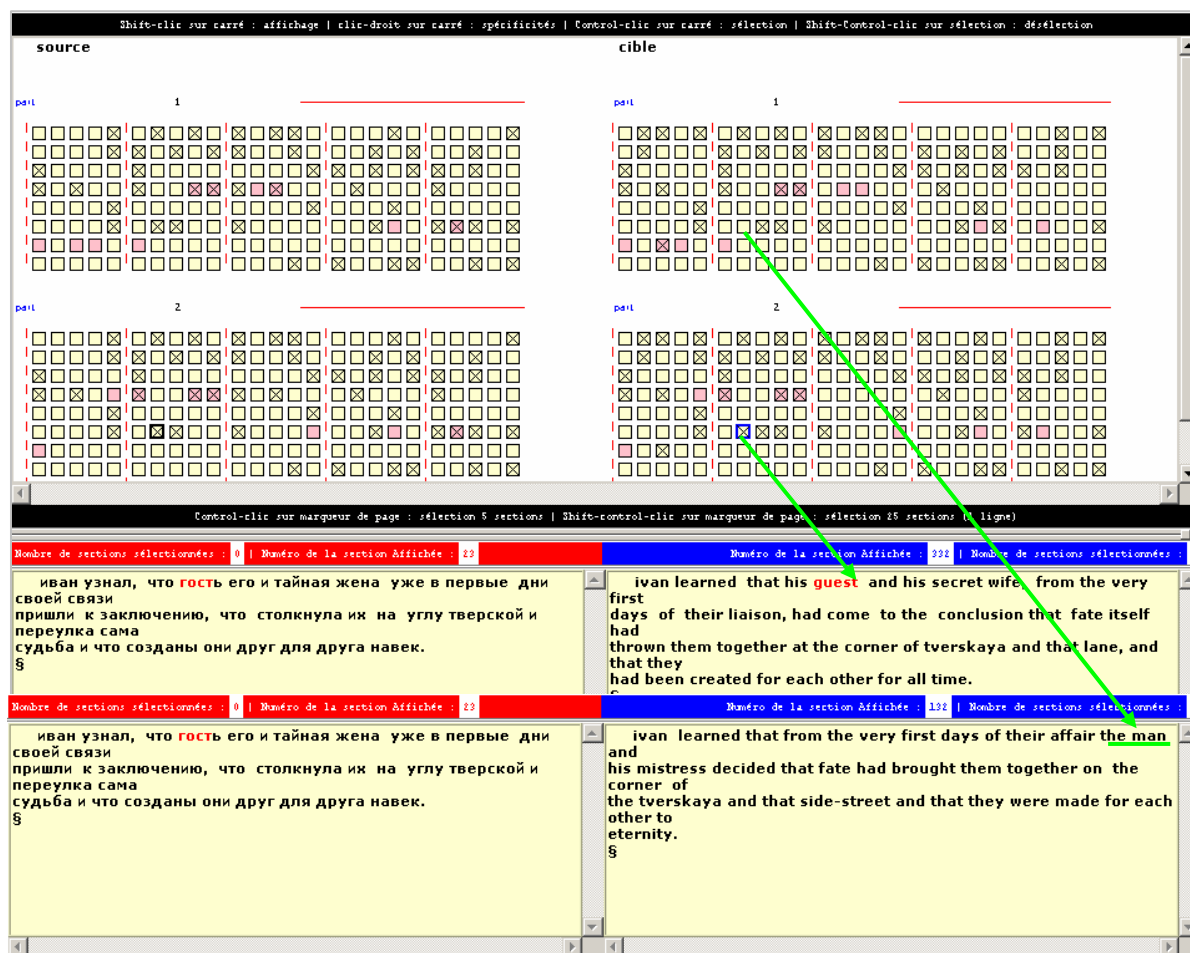 Shift-clic sur carré : affichage | clic-droit sur carré : spécificités | Control-clic sur carré : sélection | Shift-Control-clic sur sélection : désélection
source cible
part 1 part 1
part 2 part 2
Control-clic sur marqueur de page : sélection 5 sections | Shift-control-clic sur marqueur de page : sélection 25 sections (1 ligne)
Nombre de sections sélectionnées : 0 | Numéro de la section Affichée : 23
Numéro de la section Affichée : 332 | Nombre de sections sélectionnées :
иван узнал, что гость его и тайная жена уже в первые дни
своей связи
пришли к заключению, что столкнула их на углу тверской и
переулка сама
судьба и что созданы они друг для друга навек.
§
ivan learned that his guest and his secret wife, from the very
first
days of their liaison, had come to the conclusion that fate itself
had
thrown them together at the corner of tverskaya and that lane, and
that they
had been created for each other for all time.
§
Nombre de sections sélectionnées : 0 | Numéro de la section Affichée : 23
Numéro de la section Affichée : 132 | Nombre de sections sélectionnées :
иван узнал, что гость его и тайная жена уже в первые дни
своей связи
пришли к заключению, что столкнула их на углу тверской и
переулка сама
судьба и что созданы они друг для друга навек.
§
ivan learned that from the very first days of their affair the man
and
his mistress decided that fate had brought them together on the
corner of
the tverskaya and that side-street and that they were made for each
other to
eternity.
§